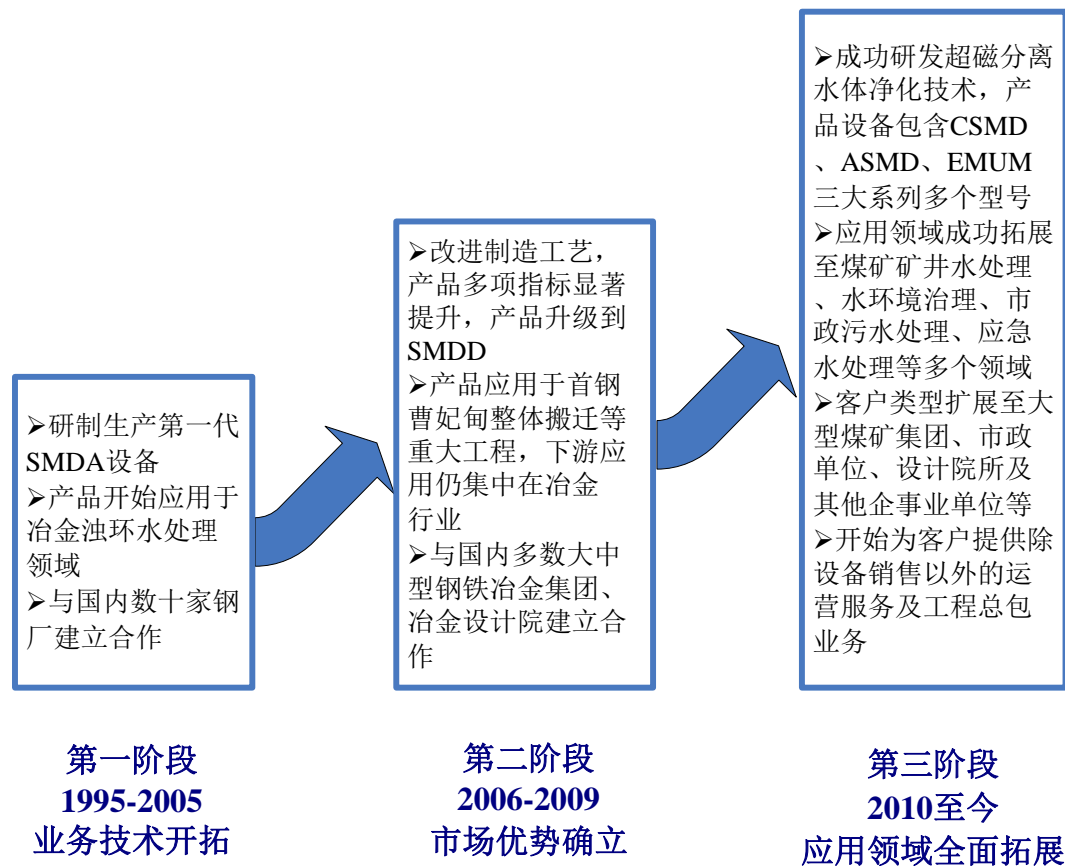 ➢研制生产第一代
SMDA设备
➢产品开始应用于
冶金浊环水处理
领域
➢与国内数十家钢
厂建立合作
第一阶段
1995-2005
业务技术开拓
➢改进制造工艺，
产品多项指标显著
提升，产品升级到
SMDD
➢产品应用于首钢
曹妃甸整体搬迁等
重大工程，下游应
用仍集中在冶金
行业
➢与国内多数大中
型钢铁冶金集团、
冶金设计院建立合
作
第二阶段
2006-2009
市场优势确立
➢成功研发超磁分离
水体净化技术，产
品设备包含CSMD
、ASMD、EMUM
三大系列多个型号
➢应用领域成功拓展
至煤矿矿井水处理
、水环境治理、市
政污水处理、应急
水处理等多个领域
➢客户类型扩展至大
型煤矿集团、市政
单位、设计院所及
其他企事业单位等
➢开始为客户提供除
设备销售以外的运
营服务及工程总包
业务
第三阶段
2010至今
应用领域全面拓展